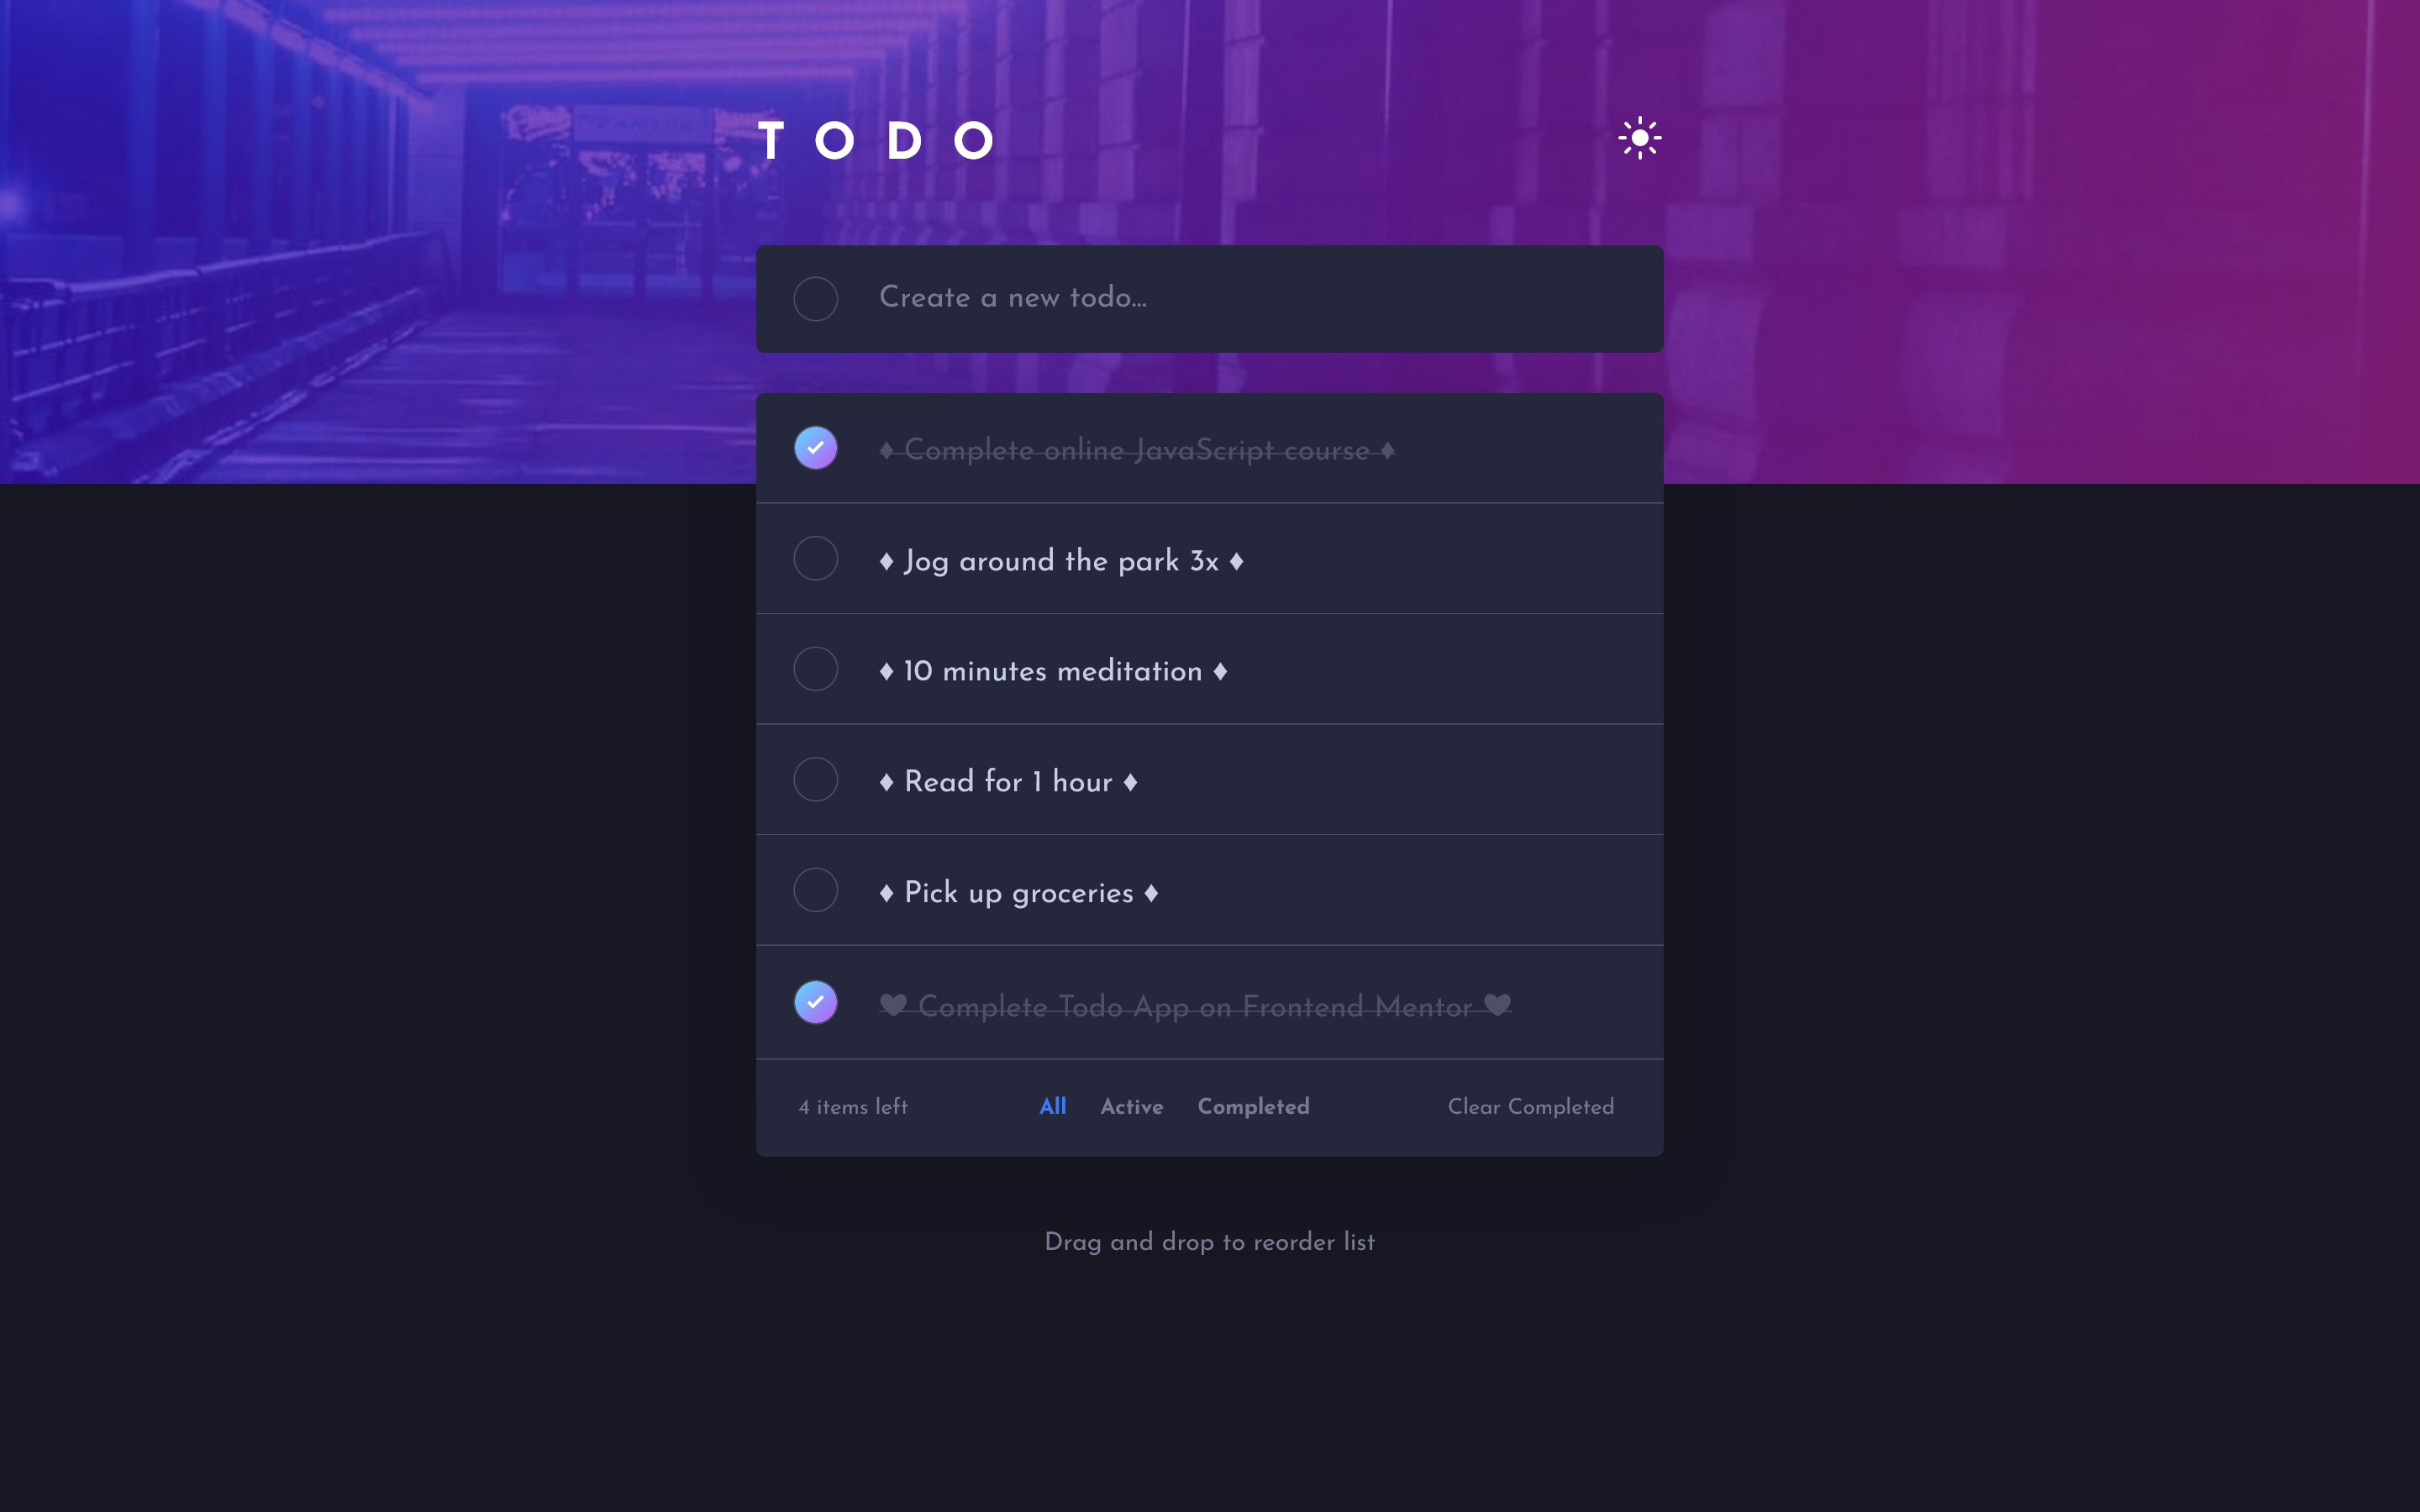 TODO
Create a new todo...
♦ Complete online JavaScript course ♦
♦ Jog around the park 3x ♦
♦ 10 minutes meditation ♦
♦ Read for 1 hour ♦
♦ Pick up groceries ♦
♥ Complete Todo App on Frontend Mentor ♥
4 items left All Active Completed Clear Completed
Drag and drop to reorder list